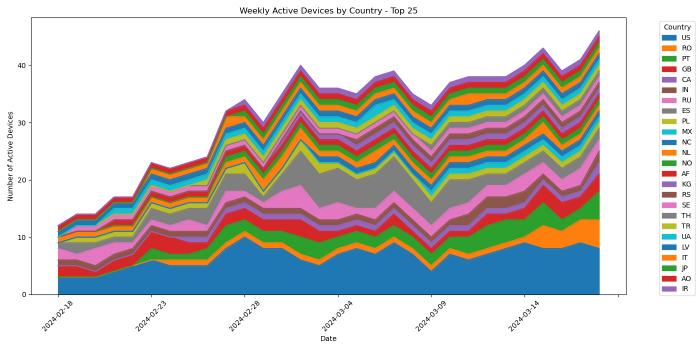 Weekly Active Devices by Country - Top 25
Number of Active Devices
40
30
20
10
0
2024-02-18
2024-02-23
2024-02-28
2024-03-04
2024-03-09
2024-03-14
Date
Country
US
RO
PT
GB
CA
IN
RU
ES
PL
MX
NC
NL
NO
AF
KG
RS
SE
TH
TR
UA
LV
IT
JP
AO
IR